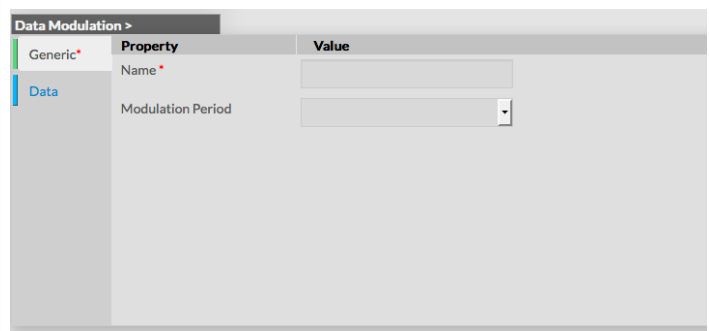 Data Modulation >
Generic*
Property Value
Name *
Data
Modulation Period